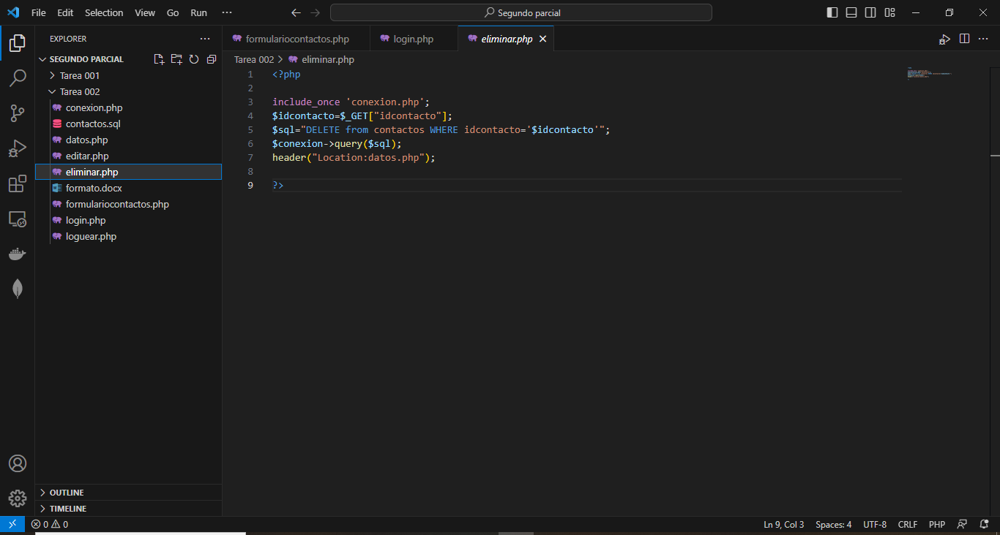 File Edit Selection View Go Run ···
Segundo parcial
EXPLORER
SEGUNDO PARCIAL
Tarea 001
Tarea 002
conexion.php
contactos.sql
datos.php
editar.php
eliminar.php
formato.docx
formulariocontactos.php
login.php
loguear.php
OUTLINE
TIMELINE
formulariocontactos.php login.php eliminar.php
Tarea 002 > eliminar.php
1 <?php
2
3 include_once 'conexion.php';
4 $idcontacto=$_GET["idcontacto"];
5 $sql="DELETE from contactos WHERE idcontacto='$idcontacto'";
6 $conexion->query($sql);
7 header("Location:datos.php");
8
9 ?>
0 0
Ln 9, Col 3 Spaces: 4 UTF-8 CRLF PHP